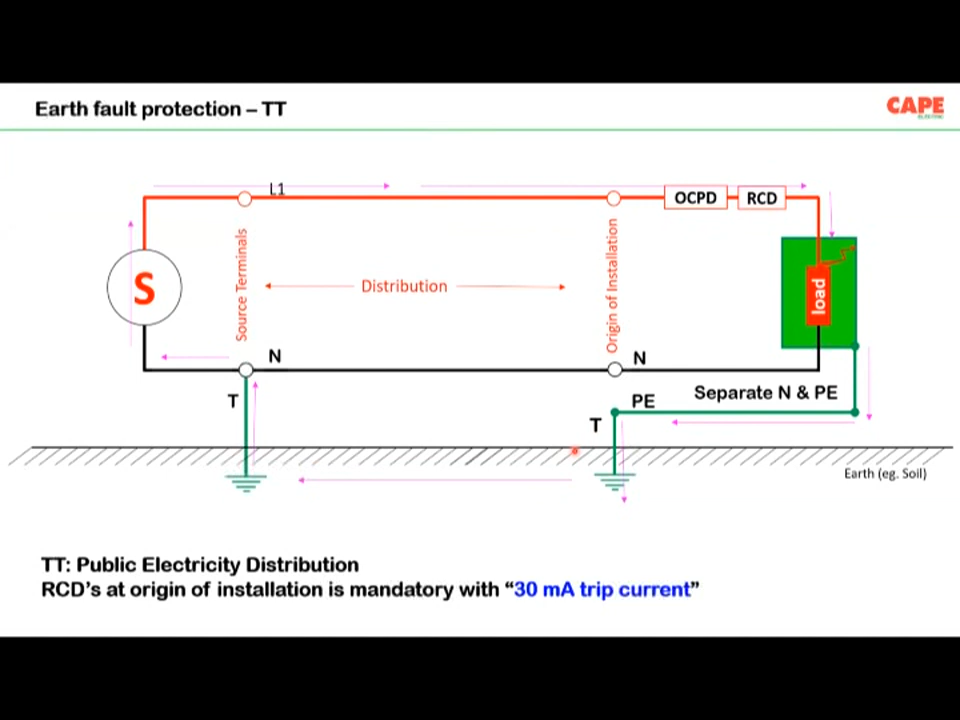 Earth fault protection – TT
CAPE
ELECTRIC
L1
OCPD
RCD
S
Source Terminals
Distribution
Origin of Installation
load
N
N
T
PE
Separate N & PE
T
Earth (eg. Soil)
TT: Public Electricity Distribution
RCD's at origin of installation is mandatory with “30 mA trip current”